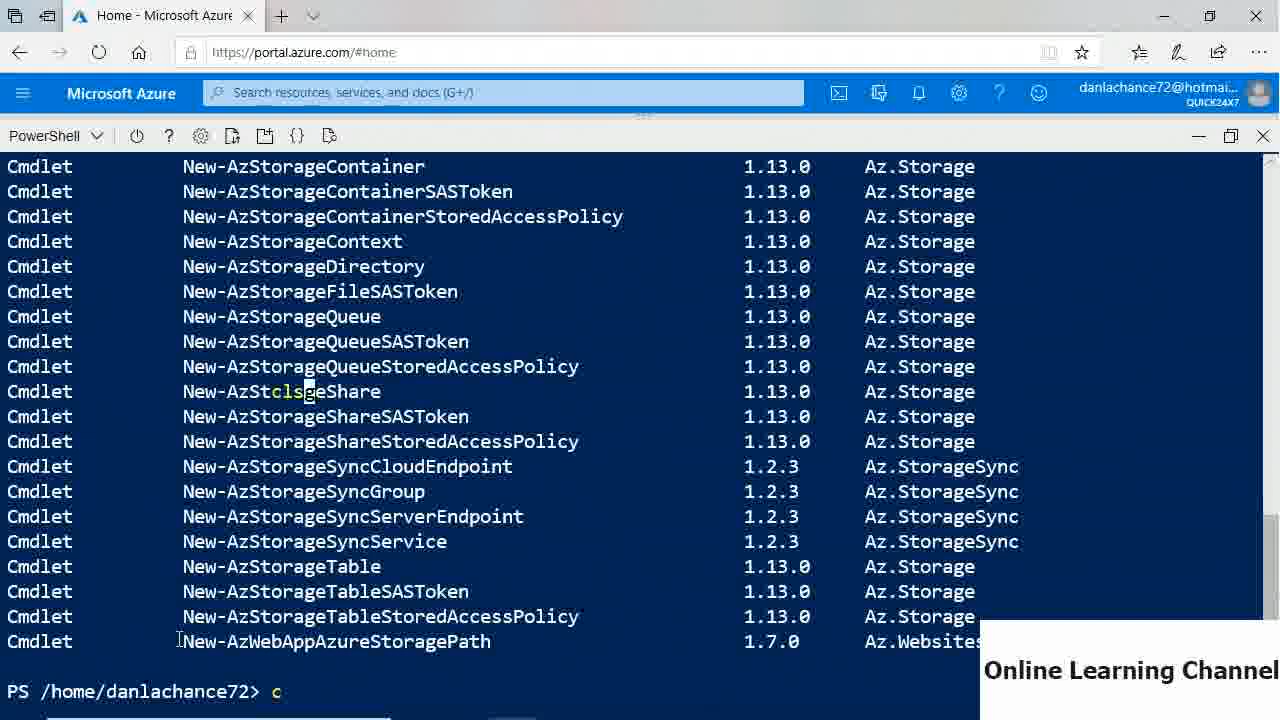 Home - Microsoft Azure
https://portal.azure.com/#home
Microsoft Azure
Search resources, services, and docs (G+/)
danlachance72@hotmai...
QUICK24X7
PowerShell
Cmdlet New-AzStorageContainer 1.13.0 Az.Storage
Cmdlet New-AzStorageContainerSASToken 1.13.0 Az.Storage
Cmdlet New-AzStorageContainerStoredAccessPolicy 1.13.0 Az.Storage
Cmdlet New-AzStorageContext 1.13.0 Az.Storage
Cmdlet New-AzStorageDirectory 1.13.0 Az.Storage
Cmdlet New-AzStorageFileSASToken 1.13.0 Az.Storage
Cmdlet New-AzStorageQueue 1.13.0 Az.Storage
Cmdlet New-AzStorageQueueSASToken 1.13.0 Az.Storage
Cmdlet New-AzStorageQueueStoredAccessPolicy 1.13.0 Az.Storage
Cmdlet New-AzStclsgeShare 1.13.0 Az.Storage
Cmdlet New-AzStorageShareSASToken 1.13.0 Az.Storage
Cmdlet New-AzStorageShareStoredAccessPolicy 1.13.0 Az.Storage
Cmdlet New-AzStorageSyncCloudEndpoint 1.2.3 Az.StorageSync
Cmdlet New-AzStorageSyncGroup 1.2.3 Az.StorageSync
Cmdlet New-AzStorageSyncServerEndpoint 1.2.3 Az.StorageSync
Cmdlet New-AzStorageSyncService 1.2.3 Az.StorageSync
Cmdlet New-AzStorageTable 1.13.0 Az.Storage
Cmdlet New-AzStorageTableSASToken 1.13.0 Az.Storage
Cmdlet New-AzStorageTableStoredAccessPolicy 1.13.0 Az.Storage
Cmdlet New-AzWebAppAzureStoragePath 1.7.0 Az.Websites
Online Learning Channel
PS /home/danlachance72> c